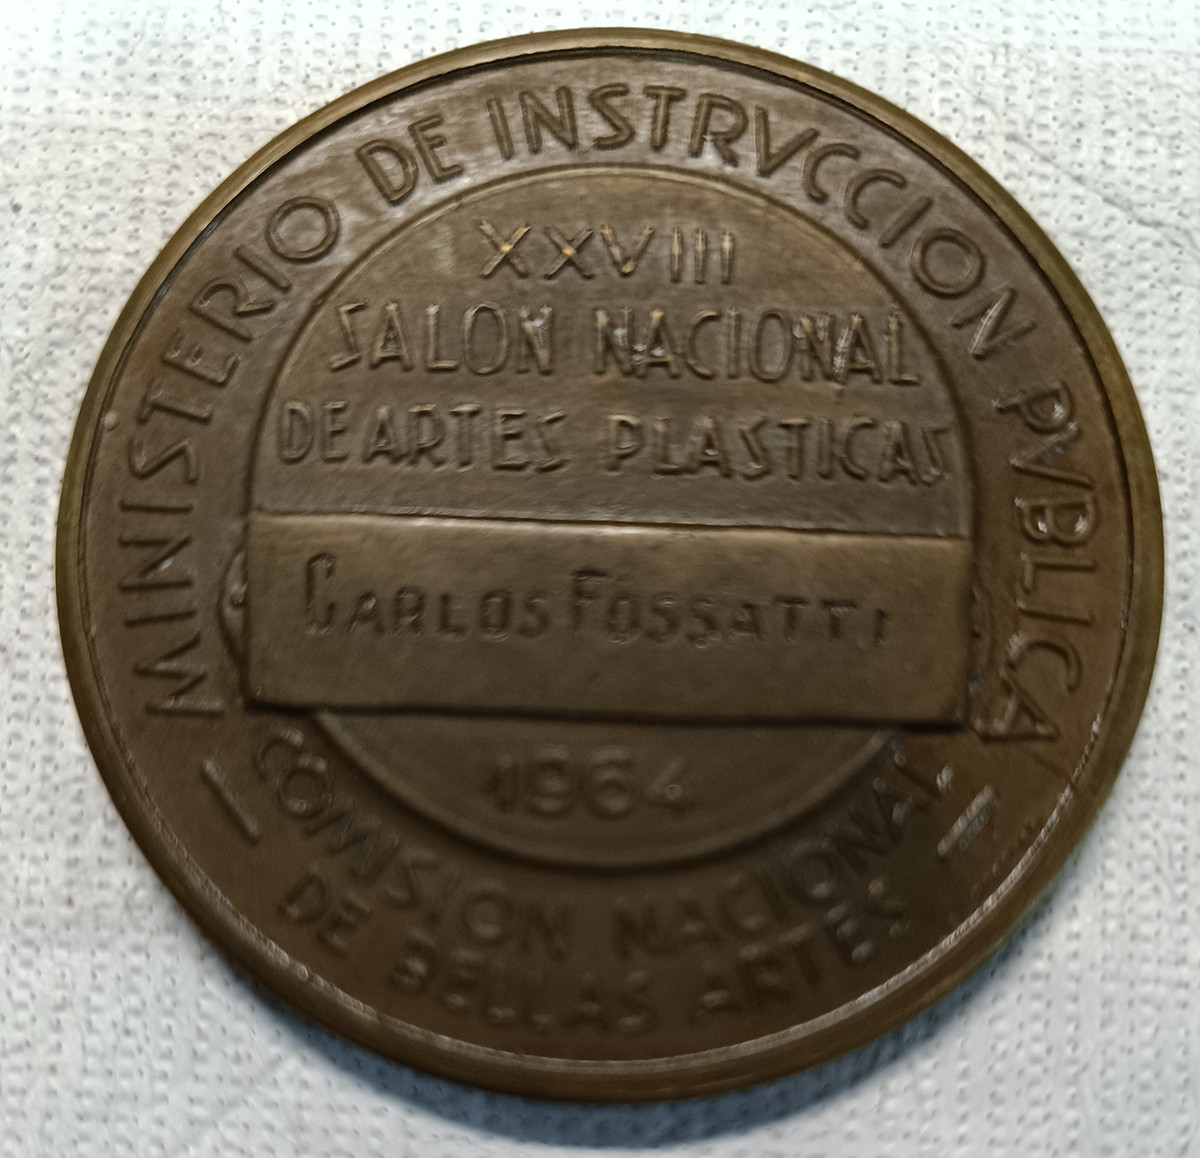 MINISTERIO DE INSTRVCCION PVBLICA
XXVIII
SALON NACIONAL
DE ARTES PLASTICAS
CARLOS FOSSATTI
1964
COMISION NACIONAL
DE BELLAS ARTES